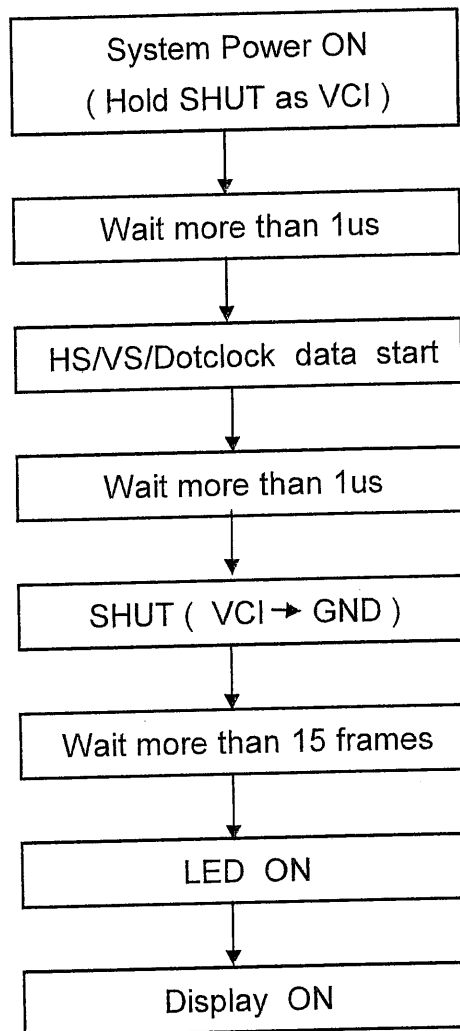 System Power ON
( Hold SHUT as VCI )
Wait more than 1us
HS/VS/Dotclock data start
Wait more than 1us
SHUT ( VCI → GND )
Wait more than 15 frames
LED ON
Display ON